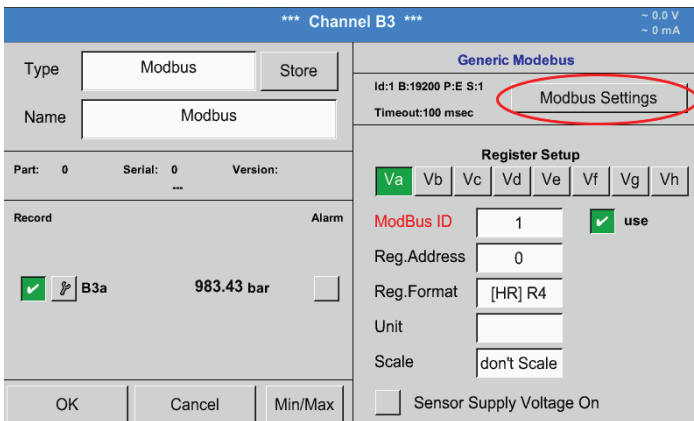 *** Channel B3 ***
~ 0.0 V
~ 0 mA
Type
Modbus
Store
Name
Modbus
Part: 0 Serial: 0 Version:
---
Record Alarm
B3a 983.43 bar
OK Cancel Min/Max
Generic Modebus
Id:1 B:19200 P:E S:1
Timeout:100 msec
Modbus Settings
Register Setup
Va Vb Vc Vd Ve Vf Vg Vh
ModBus ID 1 use
Reg.Address 0
Reg.Format [HR] R4
Unit
Scale don't Scale
Sensor Supply Voltage On